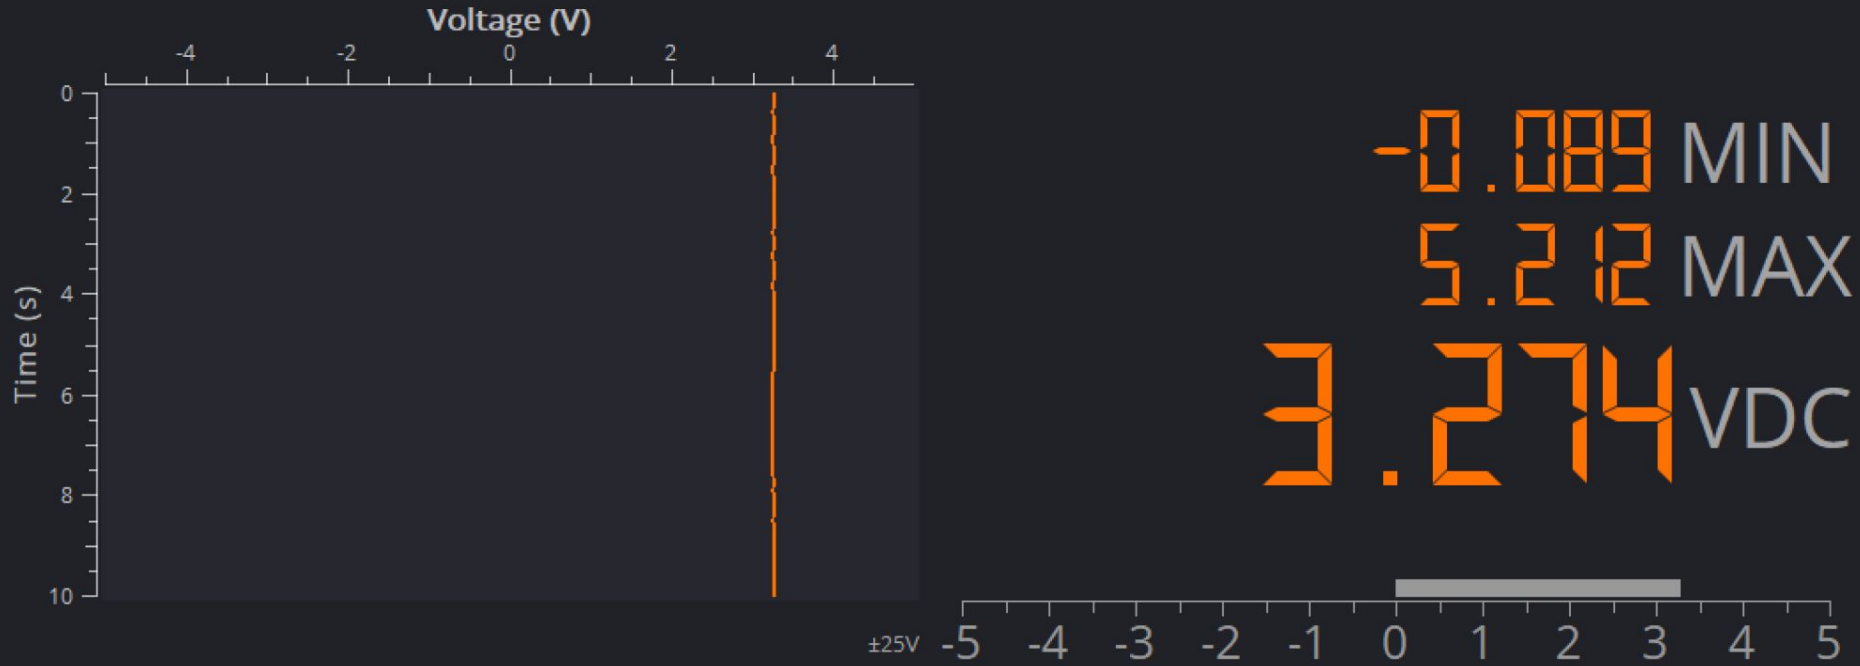 Voltage (V)
-4 -2 0 2 4
Time (s)
0
2
4
6
8
10
-0.089 MIN
5.212 MAX
3.274 VDC
±25V
-5 -4 -3 -2 -1 0 1 2 3 4 5